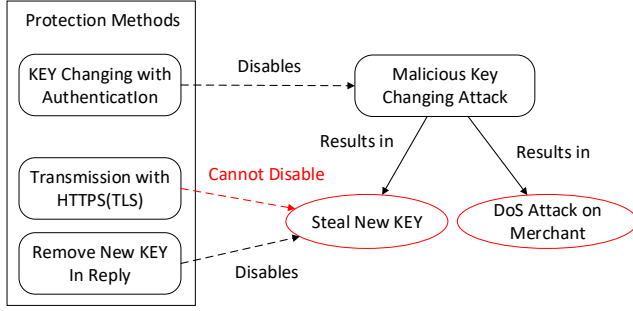 Protection Methods
KEY Changing with
AuthenticatIon
Disables
Malicious Key
Changing Attack
Results in
Results in
Transmission with
HTTPS(TLS)
Cannot Disable
Steal New KEY
DoS Attack on
Merchant
Remove New KEY
In Reply
Disables